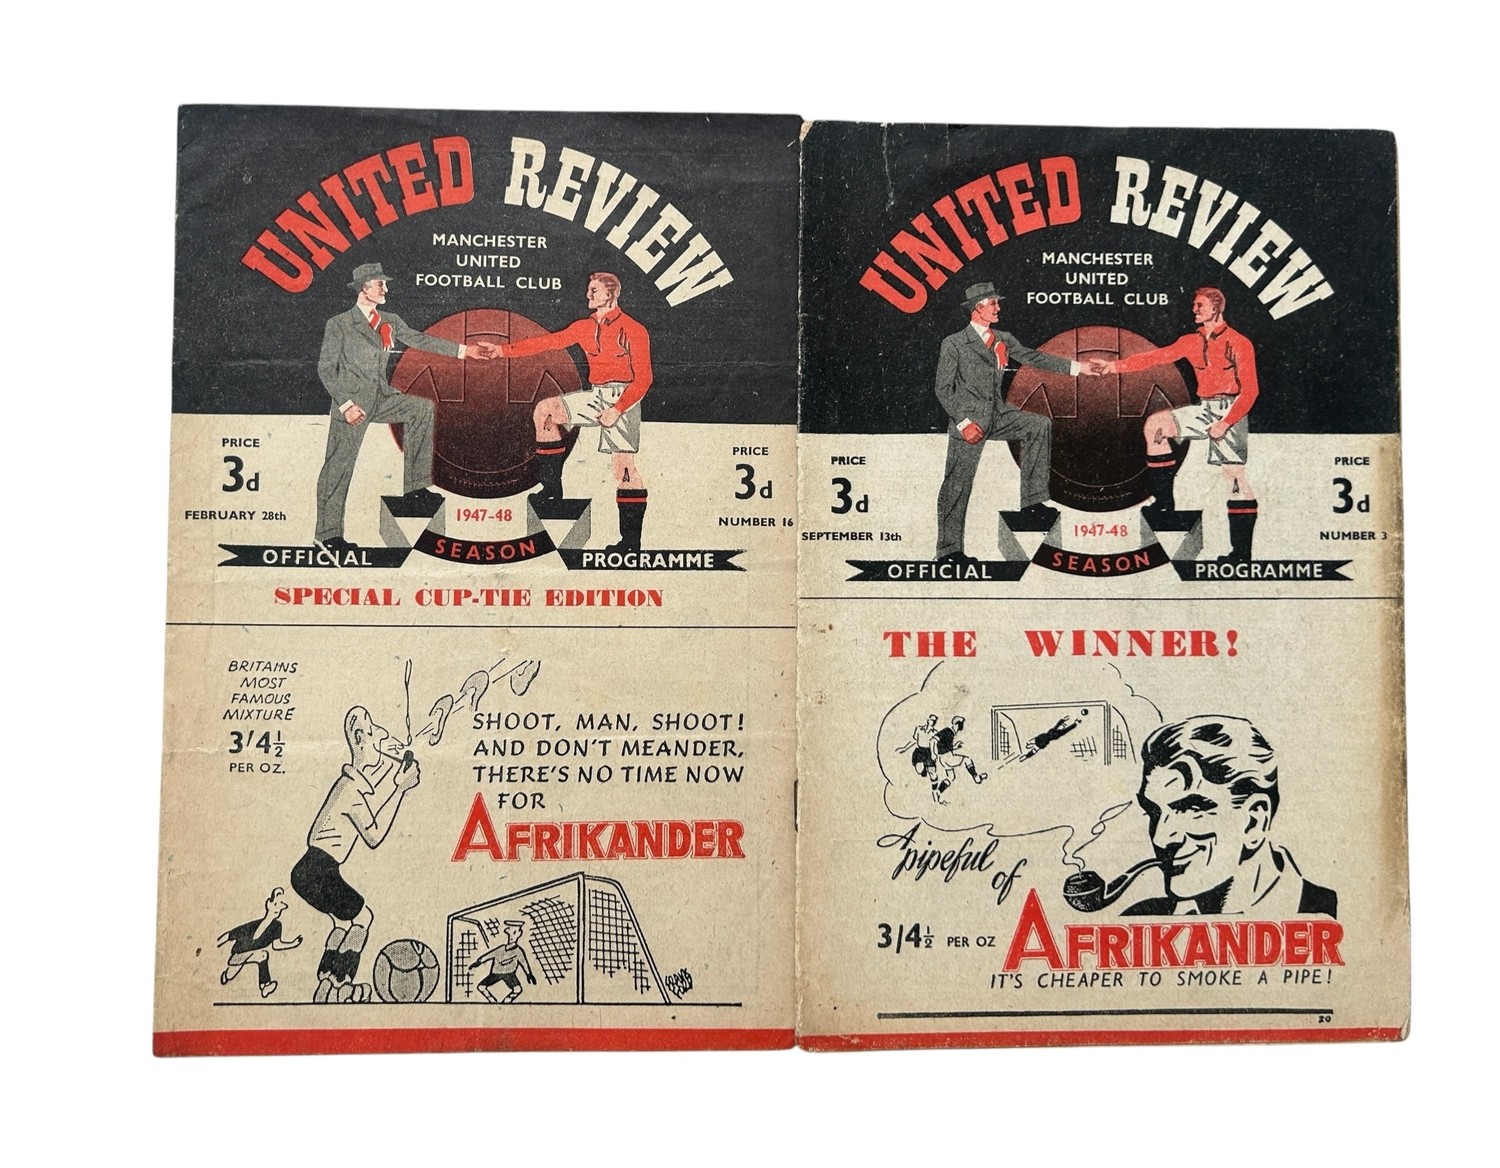 UNITED REVIEW
MANCHESTER
UNITED
FOOTBALL CLUB
PRICE
3d
FEBRUARY 28th
PRICE
3d
NUMBER 16
1947-48
SEASON
OFFICIAL
PROGRAMME
SPECIAL CUP-TIE EDITION
BRITAINS
MOST
FAMOUS
MIXTURE
3/4½
PER OZ.
SHOOT, MAN, SHOOT!
AND DON'T MEANDER,
THERE'S NO TIME NOW
FOR
AFRIKANDER
UNITED REVIEW
MANCHESTER
UNITED
FOOTBALL CLUB
PRICE
3d
SEPTEMBER 13th
PRICE
3d
NUMBER 3
1947-48
SEASON
OFFICIAL
PROGRAMME
THE WINNER!
A
pipeful
of
3/4½ PER OZ
AFRIKANDER
IT'S CHEAPER TO SMOKE A PIPE!
20